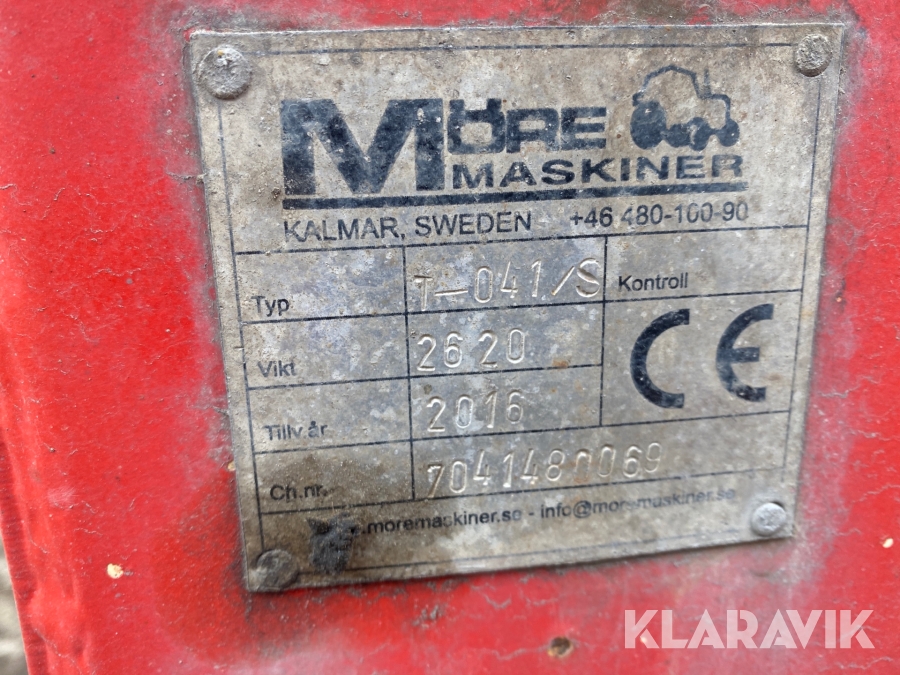 MÖRE
MASKINER
KALMAR, SWEDEN +46 480-100-90
Typ T-041/S Kontroll
Vikt 2620 CE
Tillv.år 2016
Ch.nr. 7041480069
.moremaskiner.se - info@moremaskiner.se
KLARAVIK